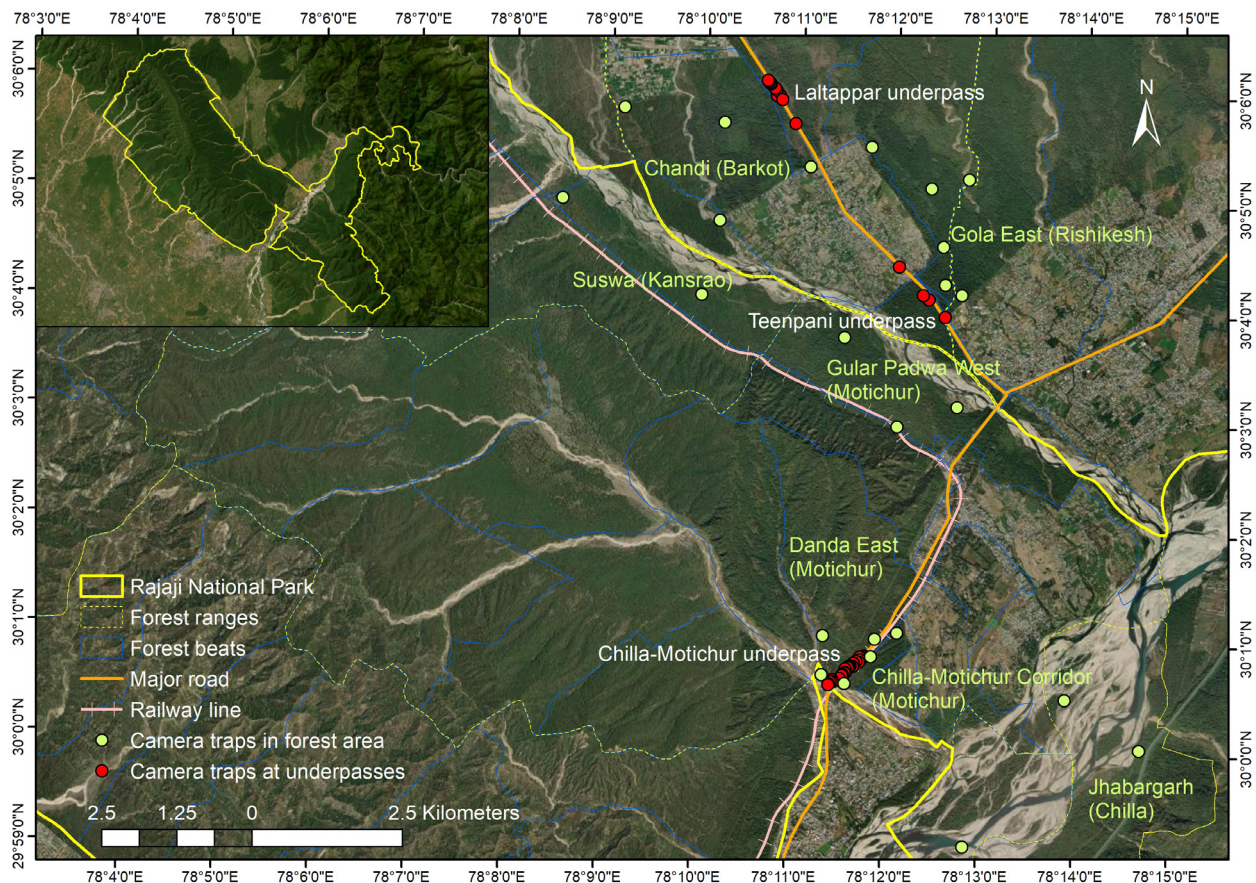 78°3'0"E 78°4'0"E 78°5'0"E 78°6'0"E 78°7'0"E 78°8'0"E 78°9'0"E 78°10'0"E 78°11'0"E 78°12'0"E 78°13'0"E 78°14'0"E 78°15'0"E
30°6'0"N
30°5'0"N
30°4'0"N
30°3'0"N
30°2'0"N
30°1'0"N
30°0'0"N
29°59'0"N
N
Laltappar underpass
Chandi (Barkot)
Gola East (Rishikesh)
Suswa (Kansrao)
Teenpani underpass
Gular Padwa West
(Motichur)
Danda East
(Motichur)
Chilla-Motichur underpass
Chilla-Motichur Corridor
(Motichur)
Jhabargarh
(Chilla)
Rajaji National Park
Forest ranges
Forest beats
Major road
Railway line
Camera traps in forest area
Camera traps at underpasses
2.5 1.25 0 2.5 Kilometers
30°6'0"N
30°5'0"N
30°4'0"N
30°3'0"N
30°2'0"N
30°1'0"N
30°0'0"N
78°4'0"E 78°5'0"E 78°6'0"E 78°7'0"E 78°8'0"E 78°9'0"E 78°10'0"E 78°11'0"E 78°12'0"E 78°13'0"E 78°14'0"E 78°15'0"E